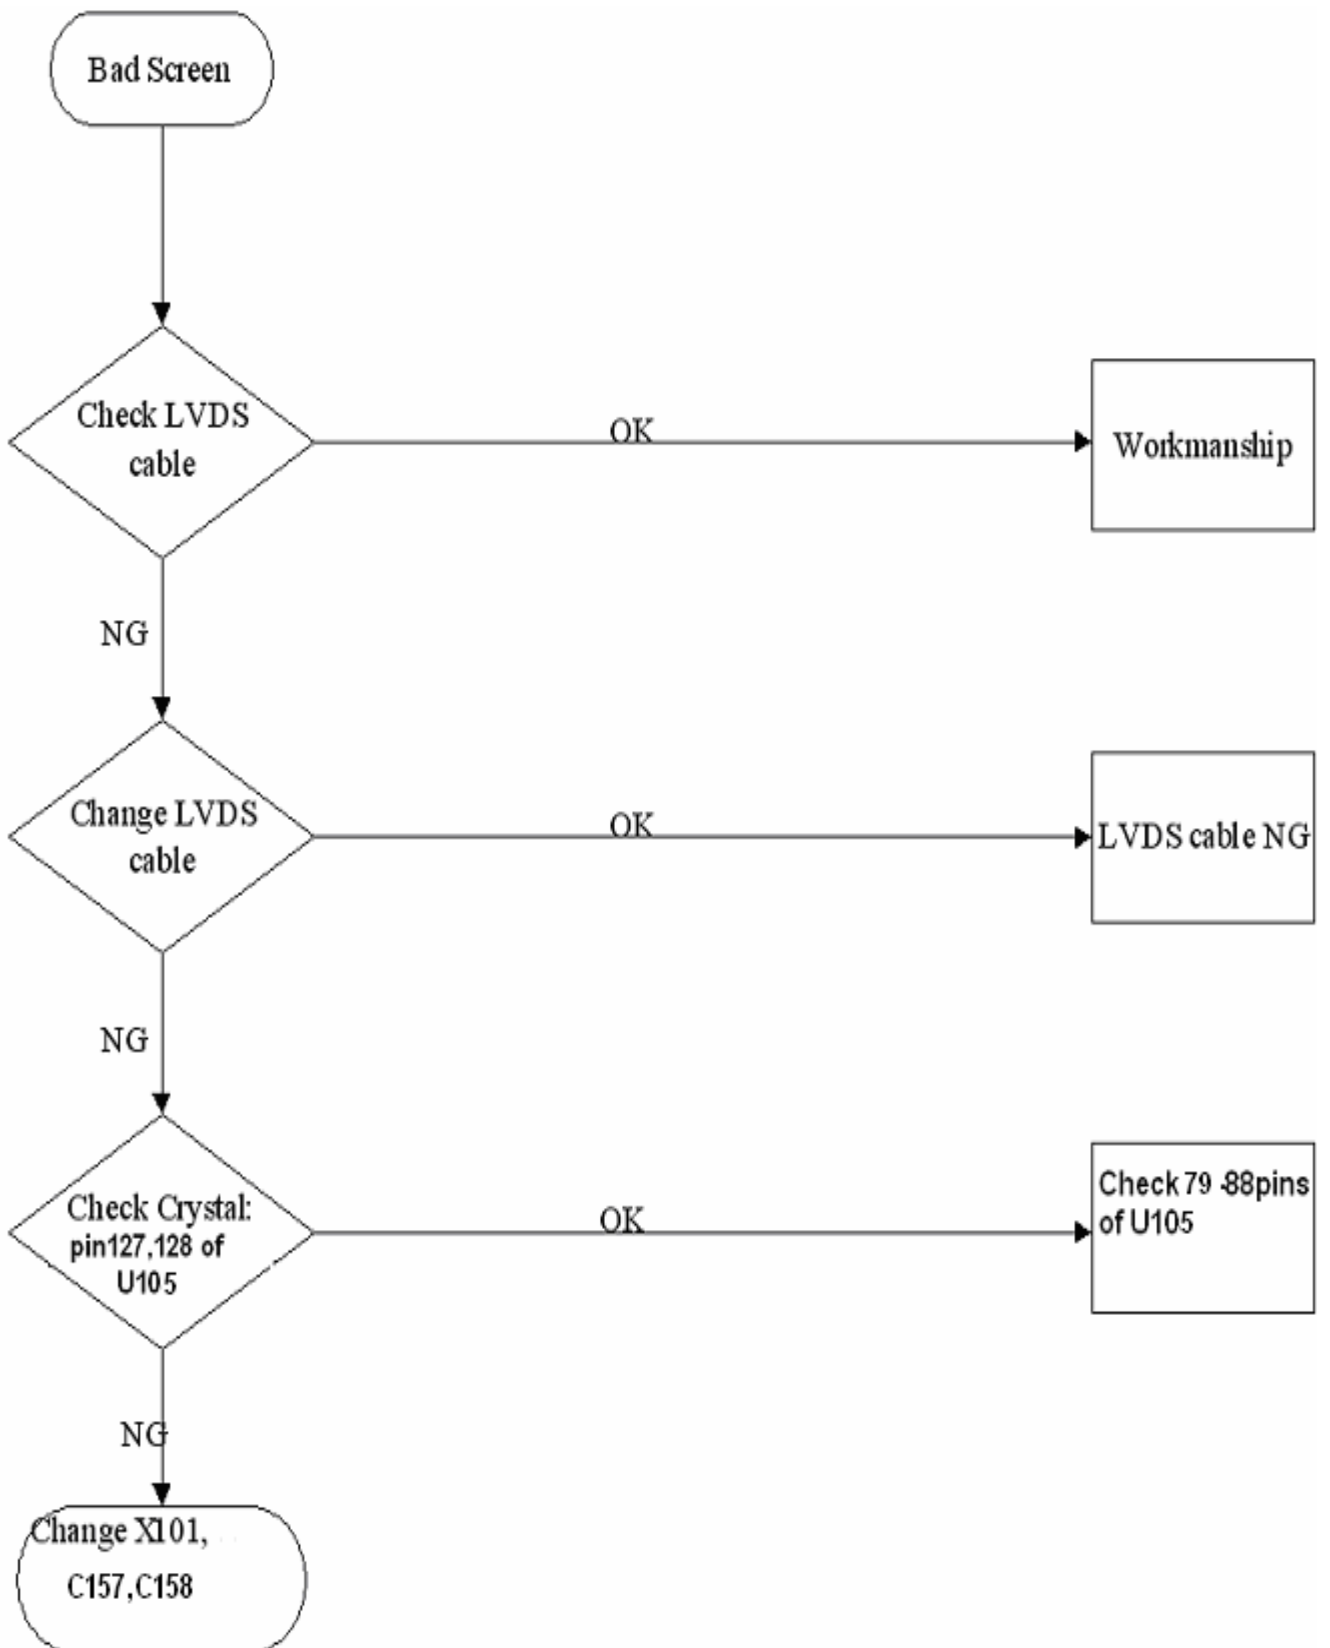 Bad Screen
Check LVDS
cable
OK
Workmanship
NG
Change LVDS
cable
OK
LVDS cable NG
NG
Check Crystal:
pin127,128 of
U105
OK
Check 79 -88pins
of U105
NG
Change X101,
C157,C158